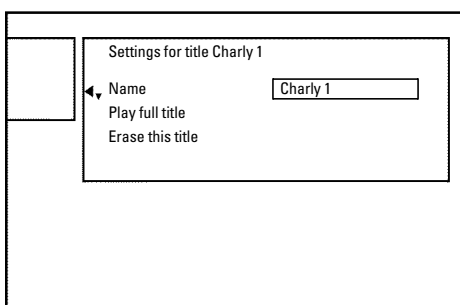 Settings for title Charly 1
Name Charly 1
Play full title
Erase this title